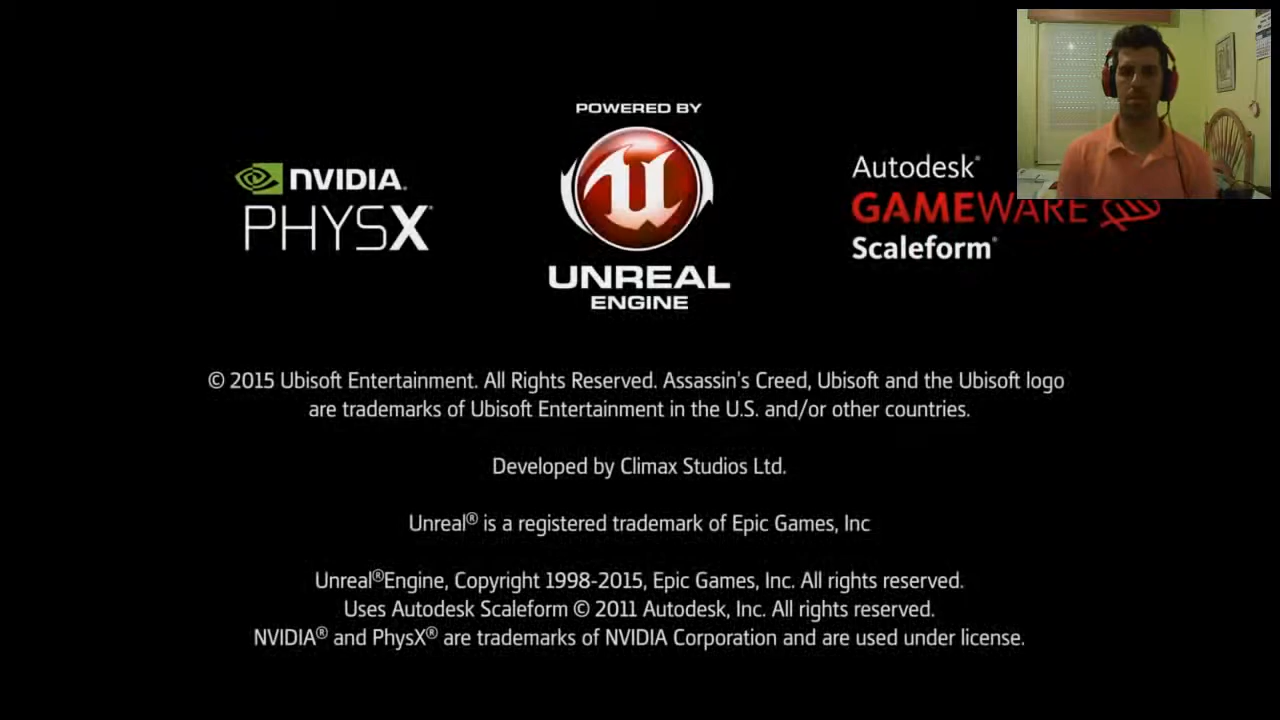 POWERED BY
NVIDIA.
PHYSX®
UNREAL
ENGINE
Autodesk®
GAMEWARE
Scaleform®
© 2015 Ubisoft Entertainment. All Rights Reserved. Assassin's Creed, Ubisoft and the Ubisoft logo
are trademarks of Ubisoft Entertainment in the U.S. and/or other countries.
Developed by Climax Studios Ltd.
Unreal® is a registered trademark of Epic Games, Inc
Unreal®Engine, Copyright 1998-2015, Epic Games, Inc. All rights reserved.
Uses Autodesk Scaleform © 2011 Autodesk, Inc. All rights reserved.
NVIDIA® and PhysX® are trademarks of NVIDIA Corporation and are used under license.